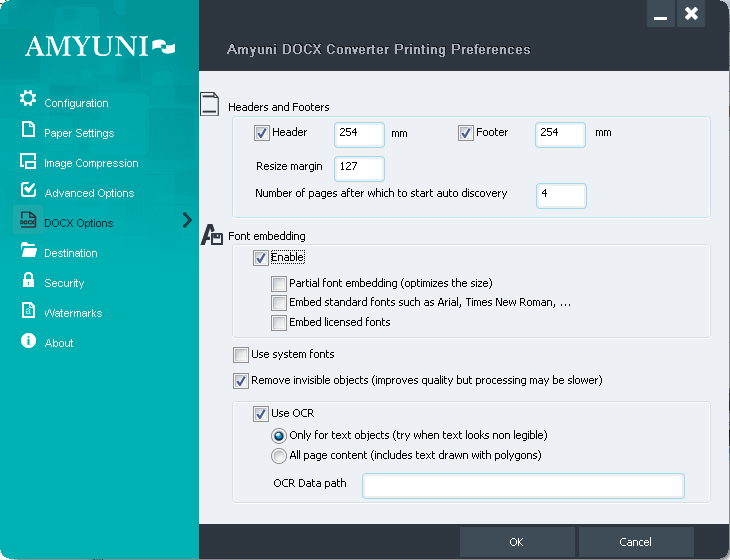 AMYUNI
Amyuni DOCX Converter Printing Preferences
Configuration
Paper Settings
Image Compression
Advanced Options
DOCX
DOCX Options
Destination
Security
a
Watermarks
About
Headers and Footers
Header 254 mm Footer 254 mm
Resize margin 127
Number of pages after which to start auto discovery 4
A
Font embedding
Enable
Partial font embedding (optimizes the size)
Embed standard fonts such as Arial, Times New Roman, ...
Embed licensed fonts
Use system fonts
Remove invisible objects (improves quality but processing may be slower)
Use OCR
Only for text objects (try when text looks non legible)
All page content (includes text drawn with polygons)
OCR Data path
OK Cancel